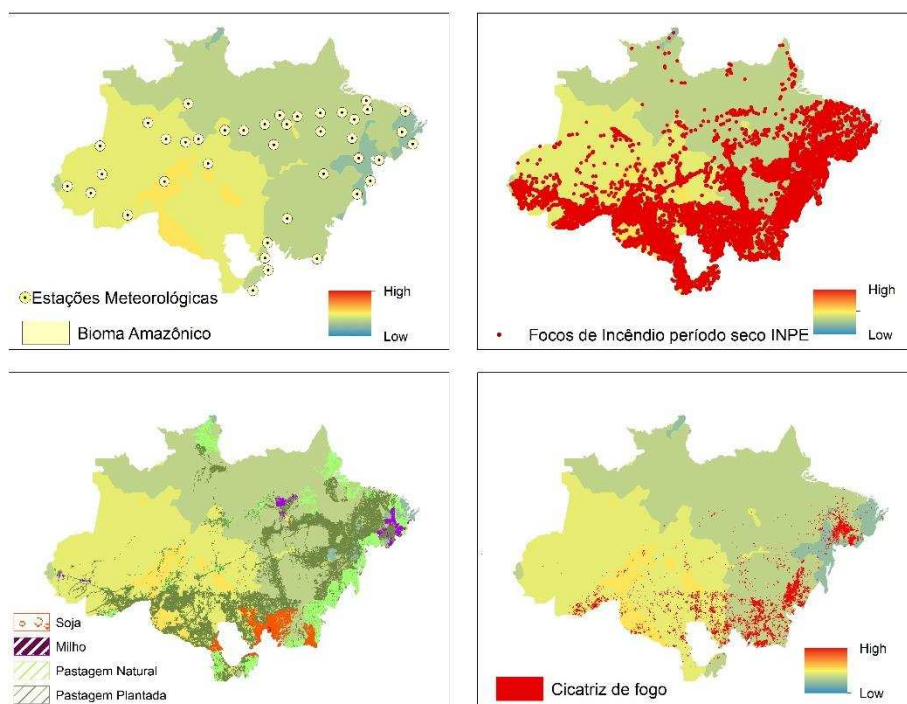 Estações Meteorológicas
Bioma Amazônico
High
Low
High
Focos de Incêndio período seco INPE
Low
Soja
Milho
Pastagem Natural
Pastagem Plantada
High
Cicatriz de fogo
Low